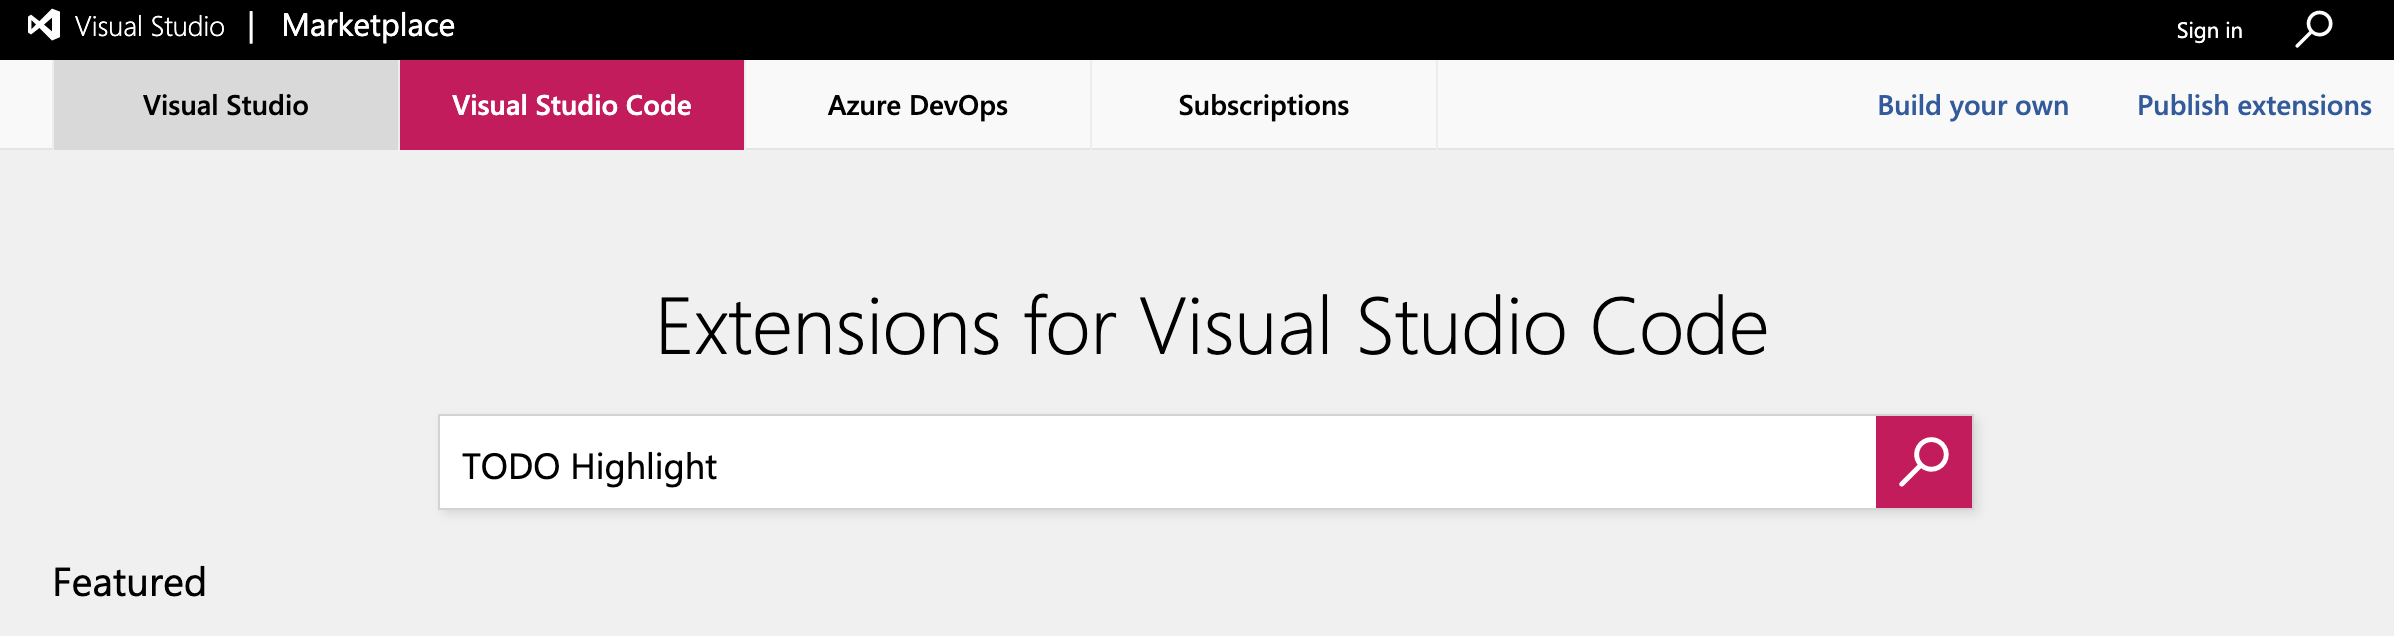 Visual Studio | Marketplace Sign in
Visual Studio Visual Studio Code Azure DevOps Subscriptions Build your own Publish extensions
Extensions for Visual Studio Code
TODO Highlight
Featured